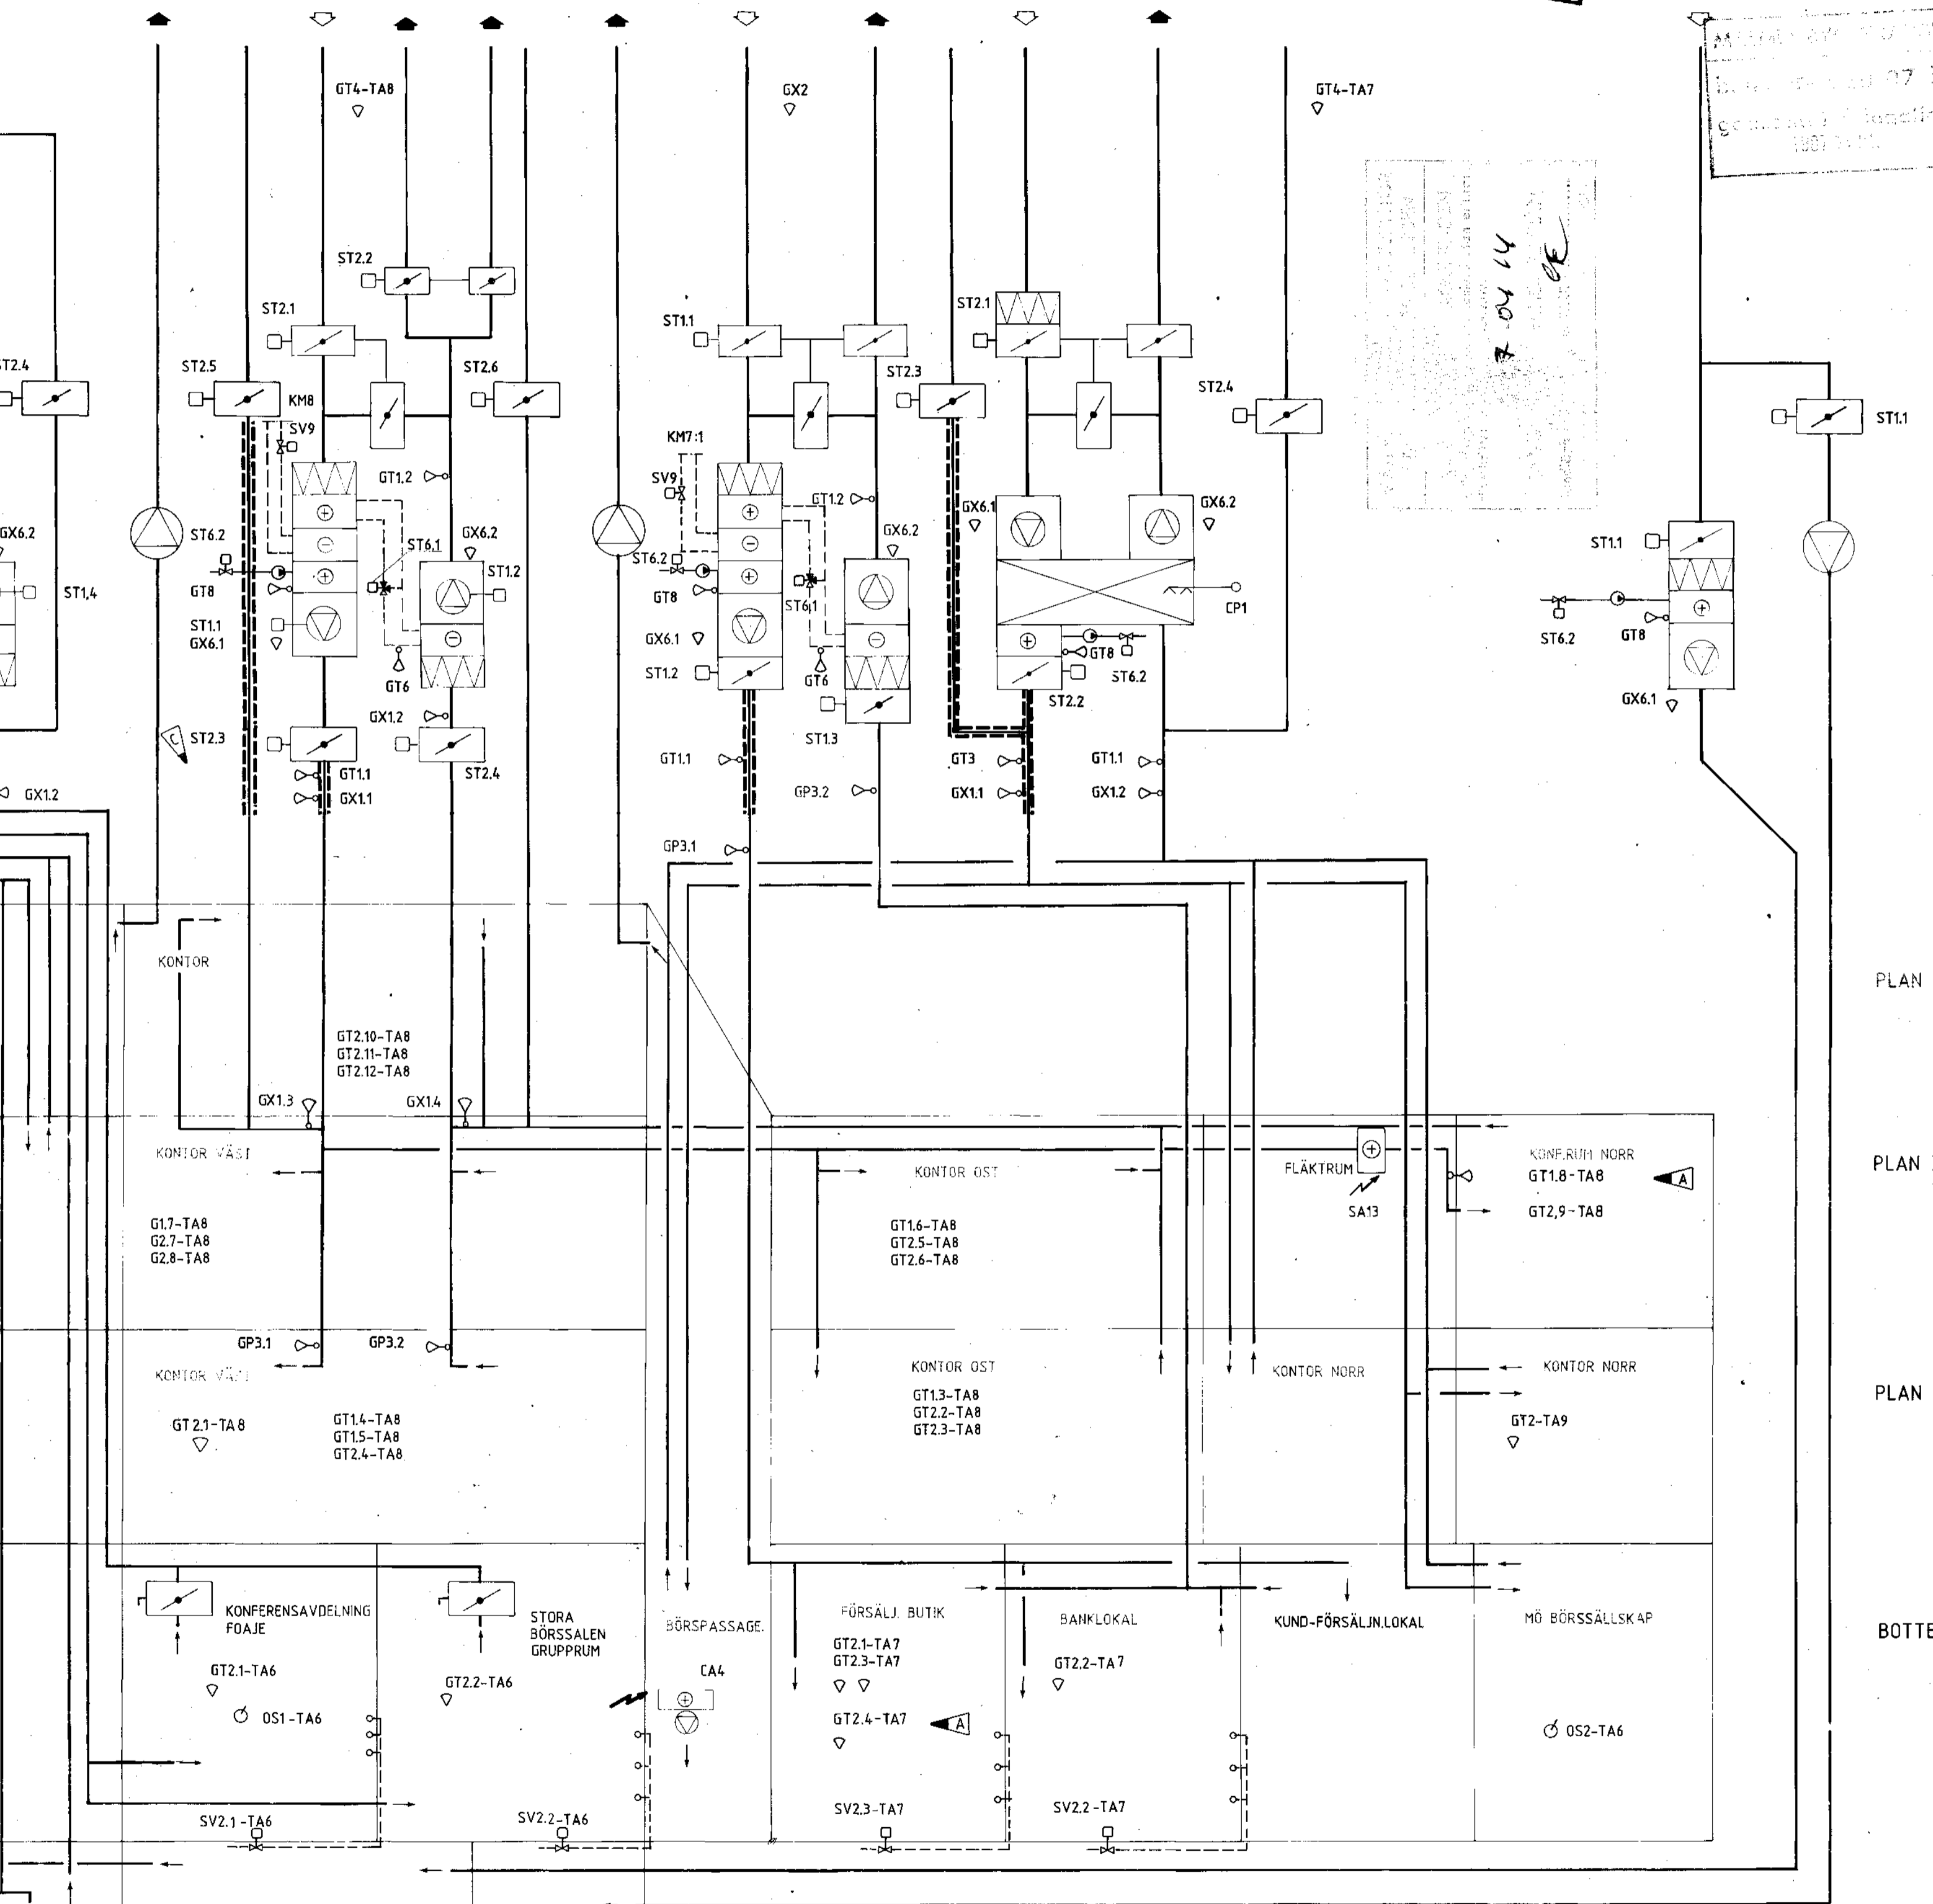 GT4-TA8
GX2
GT4-TA7
ST2.2
ST2.1
ST1.1
ST2.1
ST2.4
ST2.5
KM8
ST2.6
ST2.3
ST2.4
ST1.1
SV9
GT1.2
KM7:1
SV9
GT1.2
GX6.2
ST6.2
ST6.1
GX6.2
ST6.2
GX6.2
GX6.1
GX6.2
ST1.1
ST1,4
GT8
ST1.2
GT8
ST6.1
CP1
ST1.1
GX6.1
GX6.1
GT8
ST6.2
GT8
ST6.2
GT6
ST1.2
GT6
ST2.2
GX6.1
C
ST2.3
GX1.2
ST1.3
GT1.1
ST2.4
GT1.1
GT3
GT1.1
GX1.2
GX1.1
GP3.2
GX1.1
GX1.2
GP3.1
KONTOR
PLAN
GT2.10-TA8
GT2.11-TA8
GT2.12-TA8
GX1.3
GX1.4
KONTOR VÄST
KONTOR OST
FLÄKTRUM
KONF.RUM NORR
GT1.8-TA8
A
PLAN
SA13
GT2,9-TA8
G1.7-TA8
G2.7-TA8
G2.8-TA8
GT1.6-TA8
GT2.5-TA8
GT2.6-TA8
GP3.1
GP3.2
KONTOR VÄST
KONTOR OST
KONTOR NORR
KONTOR NORR
PLAN
GT2.1-TA8
GT1.4-TA8
GT1.5-TA8
GT2.4-TA8
GT1.3-TA8
GT2.2-TA8
GT2.3-TA8
GT2-TA9
KONFERENSAVDELNING
FOAJE
STORA
BÖRSSALEN
GRUPPRUM
BÖRSPASSAGE.
FÖRSÄLJ. BUTIK
BANKLOKAL
KUND-FÖRSÄLJN.LOKAL
MÖ BÖRSSÄLLSKAP
BOTTE
GT2.1-TA6
GT2.2-TA6
CA4
GT2.1-TA7
GT2.3-TA7
GT2.2-TA7
OS1-TA6
GT2.4-TA7
A
OS2-TA6
SV2.1-TA6
SV2.2-TA6
SV2.3-TA7
SV2.2-TA7